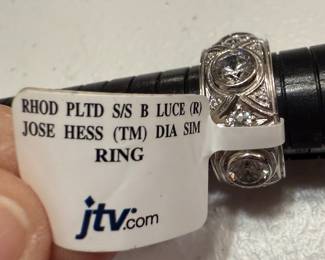 RHOD PLTD S/S B LUCE (R)
JOSE HESS (TM) DIA SIM
RING
jtv.com